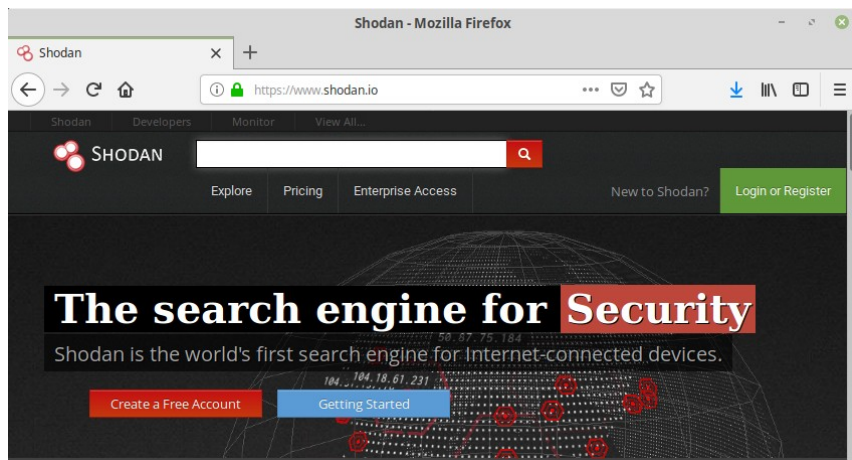 Shodan - Mozilla Firefox
Shodan
https://www.shodan.io
Shodan Developers Monitor View All...
SHODAN
Explore Pricing Enterprise Access New to Shodan? Login or Register
The search engine for Security
50.67.75.184
Shodan is the world's first search engine for Internet-connected devices.
104.18.61.231
104.
Create a Free Account Getting Started